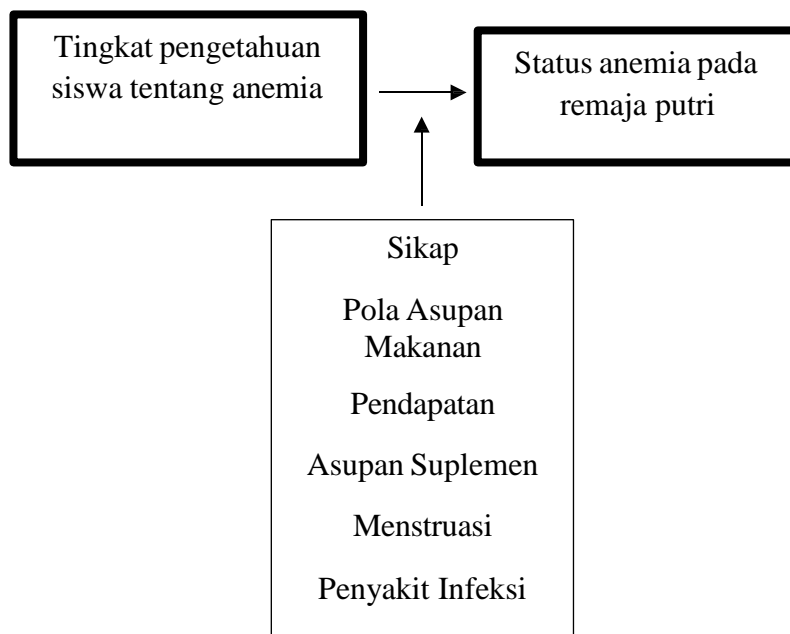 Tingkat pengetahuan
siswa tentang anemia
Status anemia pada
remaja putri
Sikap
Pola Asupan
Makanan
Pendapatan
Asupan Suplemen
Menstruasi
Penyakit Infeksi